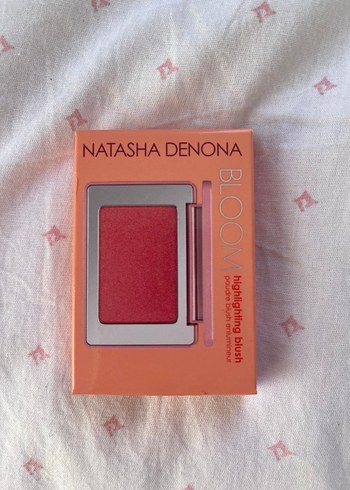 NATASHA DENONA
BLOOM
highlighting blush
poudre blush enlumineur